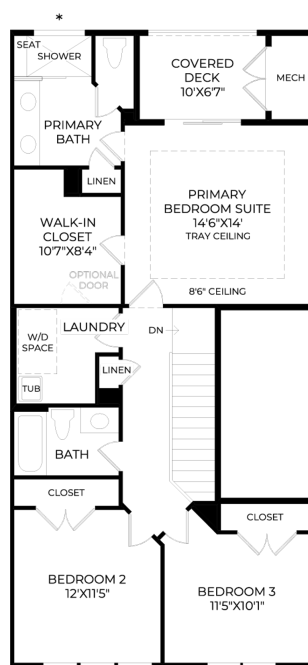 *
SEAT
SHOWER
COVERED
DECK
10'X6'7"
MECH
PRIMARY
BATH
LINEN
PRIMARY
BEDROOM SUITE
14'6"X14'
TRAY CEILING
WALK-IN
CLOSET
10'7"X8'4"
OPTIONAL
DOOR
8'6" CEILING
LAUNDRY
DN
W/D
SPACE
LINEN
TUB
BATH
CLOSET
CLOSET
BEDROOM 2
12'X11'5"
BEDROOM 3
11'5"X10'1"